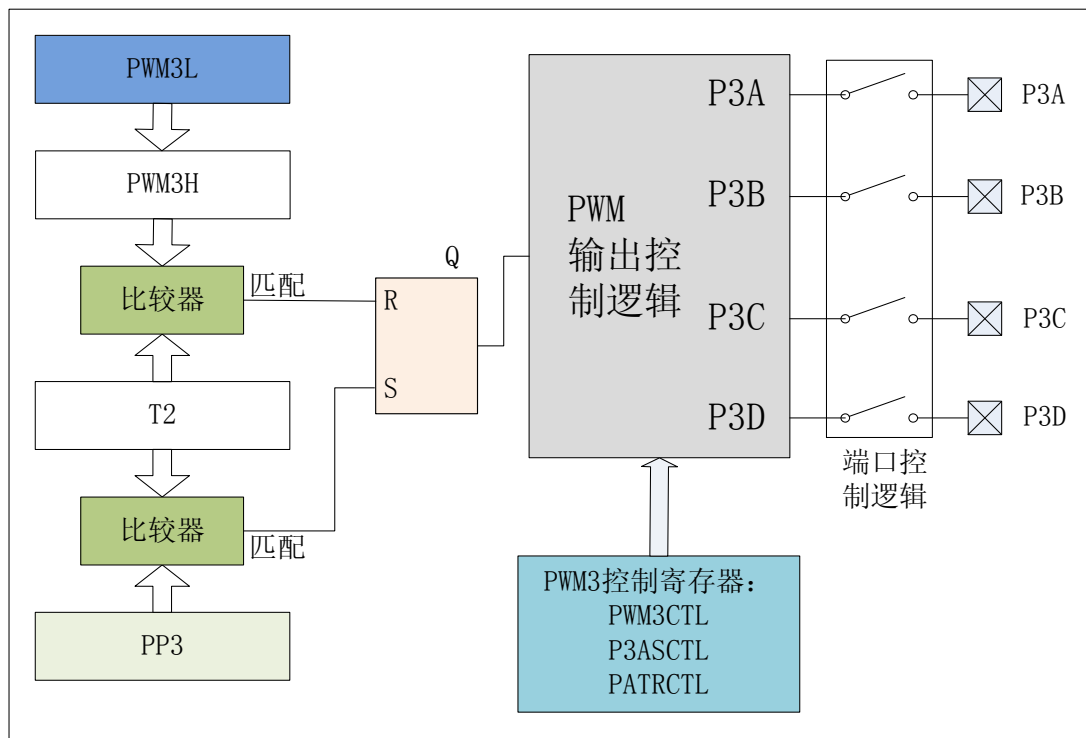 PWM3L
PWM3H
比较器
匹配
T2
比较器
匹配
PP3
Q
R
S
PWM
输出控
制逻辑
P3A
P3B
P3C
P3D
端口控
制逻辑
P3A
P3B
P3C
P3D
PWM3控制寄存器：
PWM3CTL
P3ASCTL
PATRCTL